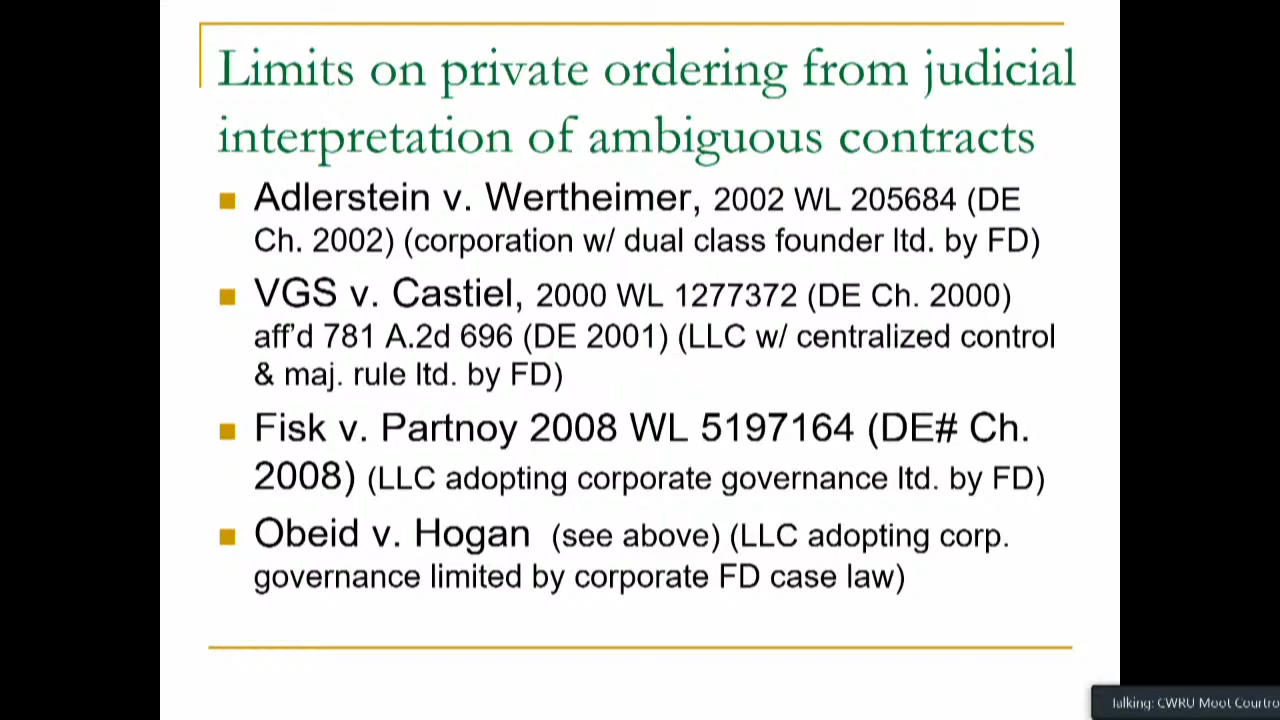 Limits on private ordering from judicial
interpretation of ambiguous contracts
Adlerstein v. Wertheimer, 2002 WL 205684 (DE
Ch. 2002) (corporation w/ dual class founder ltd. by FD)
VGS v. Castiel, 2000 WL 1277372 (DE Ch. 2000)
aff'd 781 A.2d 696 (DE 2001) (LLC w/ centralized control
& maj. rule ltd. by FD)
Fisk v. Partnoy 2008 WL 5197164 (DE# Ch.
2008) (LLC adopting corporate governance ltd. by FD)
Obeid v. Hogan (see above) (LLC adopting corp.
governance limited by corporate FD case law)
Talking: CWRU Moot Courtro